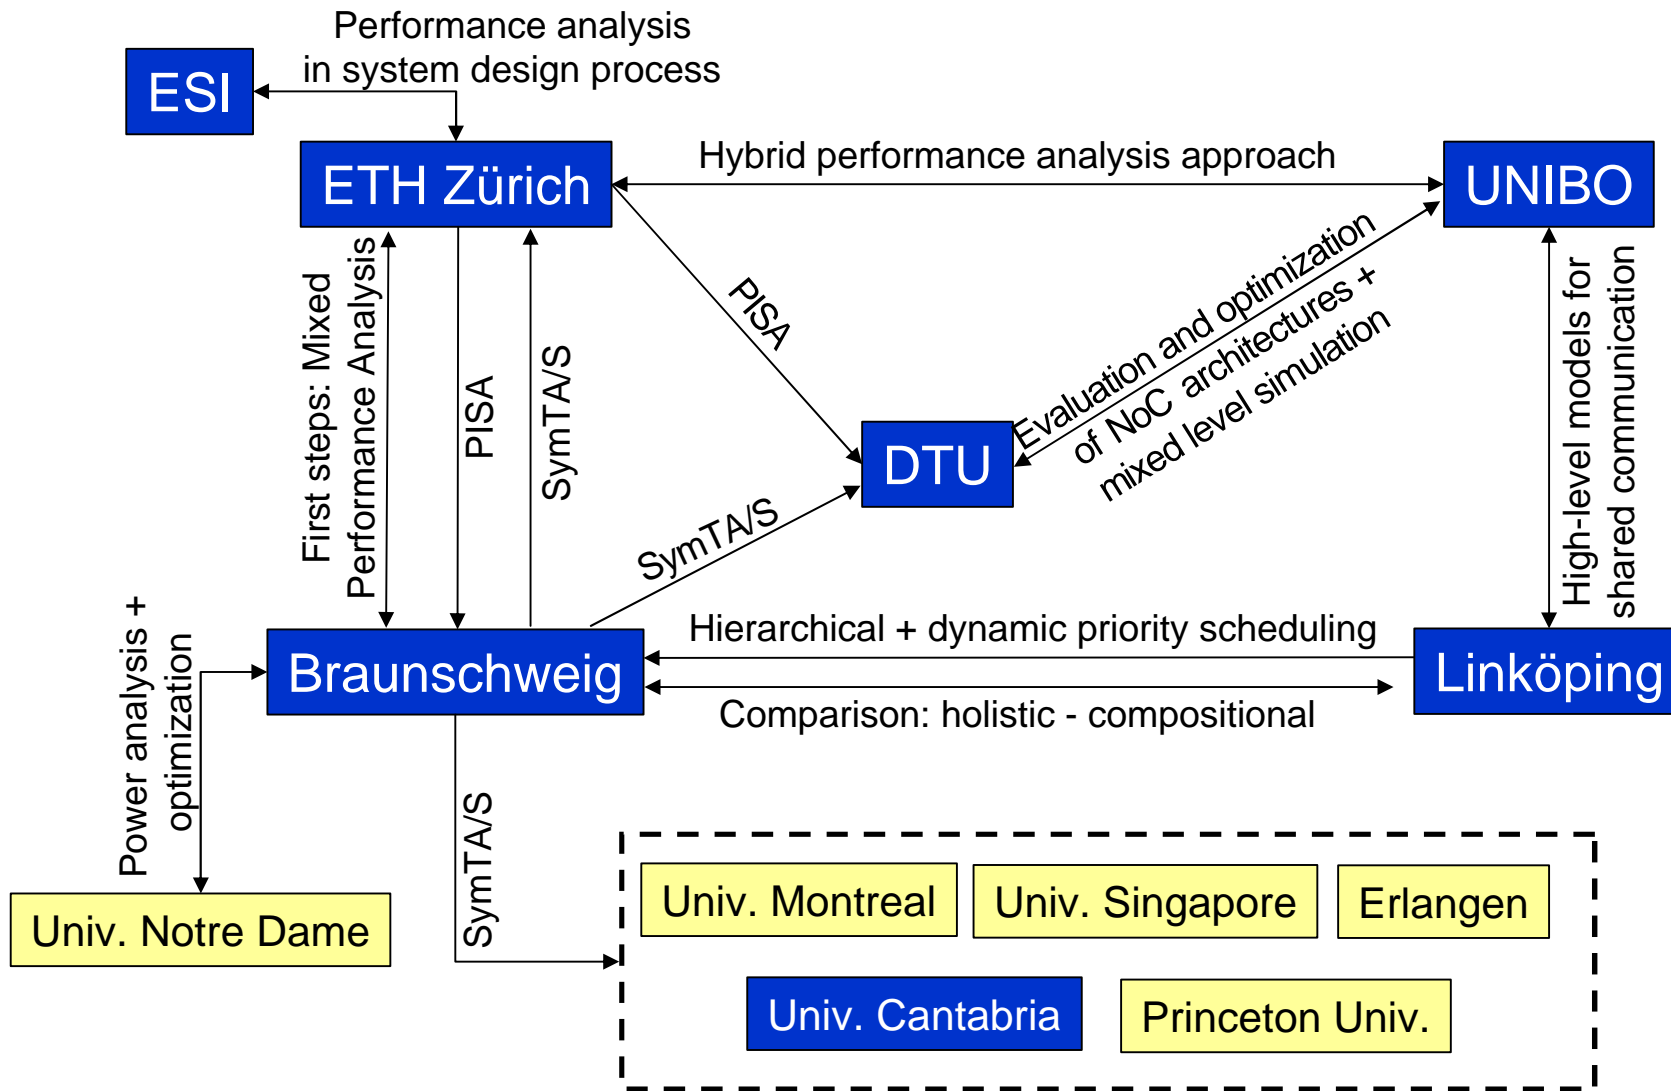 Performance analysis
in system design process
ESI
ETH Zürich
Hybrid performance analysis approach
UNIBO
First steps: Mixed
Performance Analysis
PISA
SymTA/S
PISA
Evaluation and optimization
of NoC architectures +
mixed level simulation
High-level models for
shared communication
DTU
SymTA/S
Braunschweig
Hierarchical + dynamic priority scheduling
Comparison: holistic - compositional
Linköping
Power analysis +
optimization
SymTA/S
Univ. Notre Dame
Univ. Montreal
Univ. Singapore
Erlangen
Univ. Cantabria
Princeton Univ.